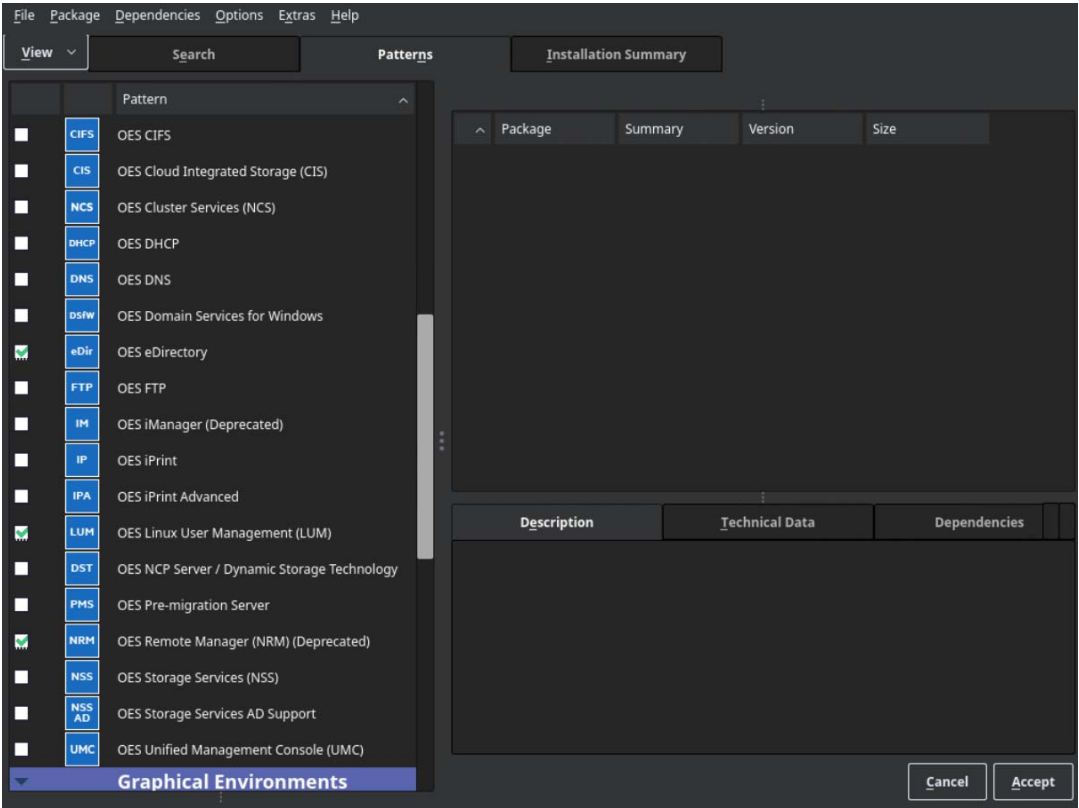 File Package Dependencies Options Extras Help
View Search Patterns Installation Summary
Pattern
CIFS OES CIFS
CIS OES Cloud Integrated Storage (CIS)
NCS OES Cluster Services (NCS)
DHCP OES DHCP
DNS OES DNS
DSfW OES Domain Services for Windows
eDir OES eDirectory
FTP OES FTP
IM OES iManager (Deprecated)
IP OES iPrint
IPA OES iPrint Advanced
LUM OES Linux User Management (LUM)
DST OES NCP Server / Dynamic Storage Technology
PMS OES Pre-migration Server
NRM OES Remote Manager (NRM) (Deprecated)
NSS OES Storage Services (NSS)
NSS AD OES Storage Services AD Support
UMC OES Unified Management Console (UMC)
Graphical Environments
Package Summary Version Size
Description Technical Data Dependencies
Cancel Accept